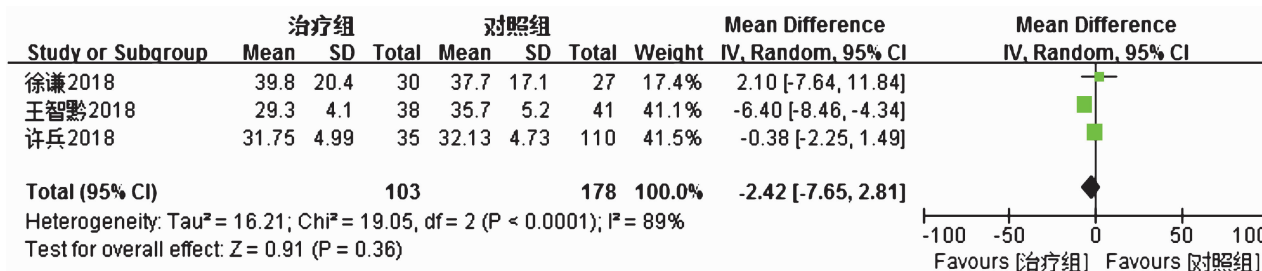 治疗组 对照组 Mean Difference Mean Difference
Study or Subgroup Mean SD Total Mean SD Total Weight IV, Random, 95% CI IV, Random, 95% CI
徐谦2018 39.8 20.4 30 37.7 17.1 27 17.4% 2.10 [-7.64, 11.84]
王智黔2018 29.3 4.1 38 35.7 5.2 41 41.1% -6.40 [-8.46, -4.34]
许兵2018 31.75 4.99 35 32.13 4.73 110 41.5% -0.38 [-2.25, 1.49]
Total (95% CI) 103 178 100.0% -2.42 [-7.65, 2.81]
Heterogeneity: Tau² = 16.21; Chi² = 19.05, df = 2 (P < 0.0001); I² = 89%
Test for overall effect: Z = 0.91 (P = 0.36)
-100 -50 0 50 100
Favours [治疗组] Favours [对照组]